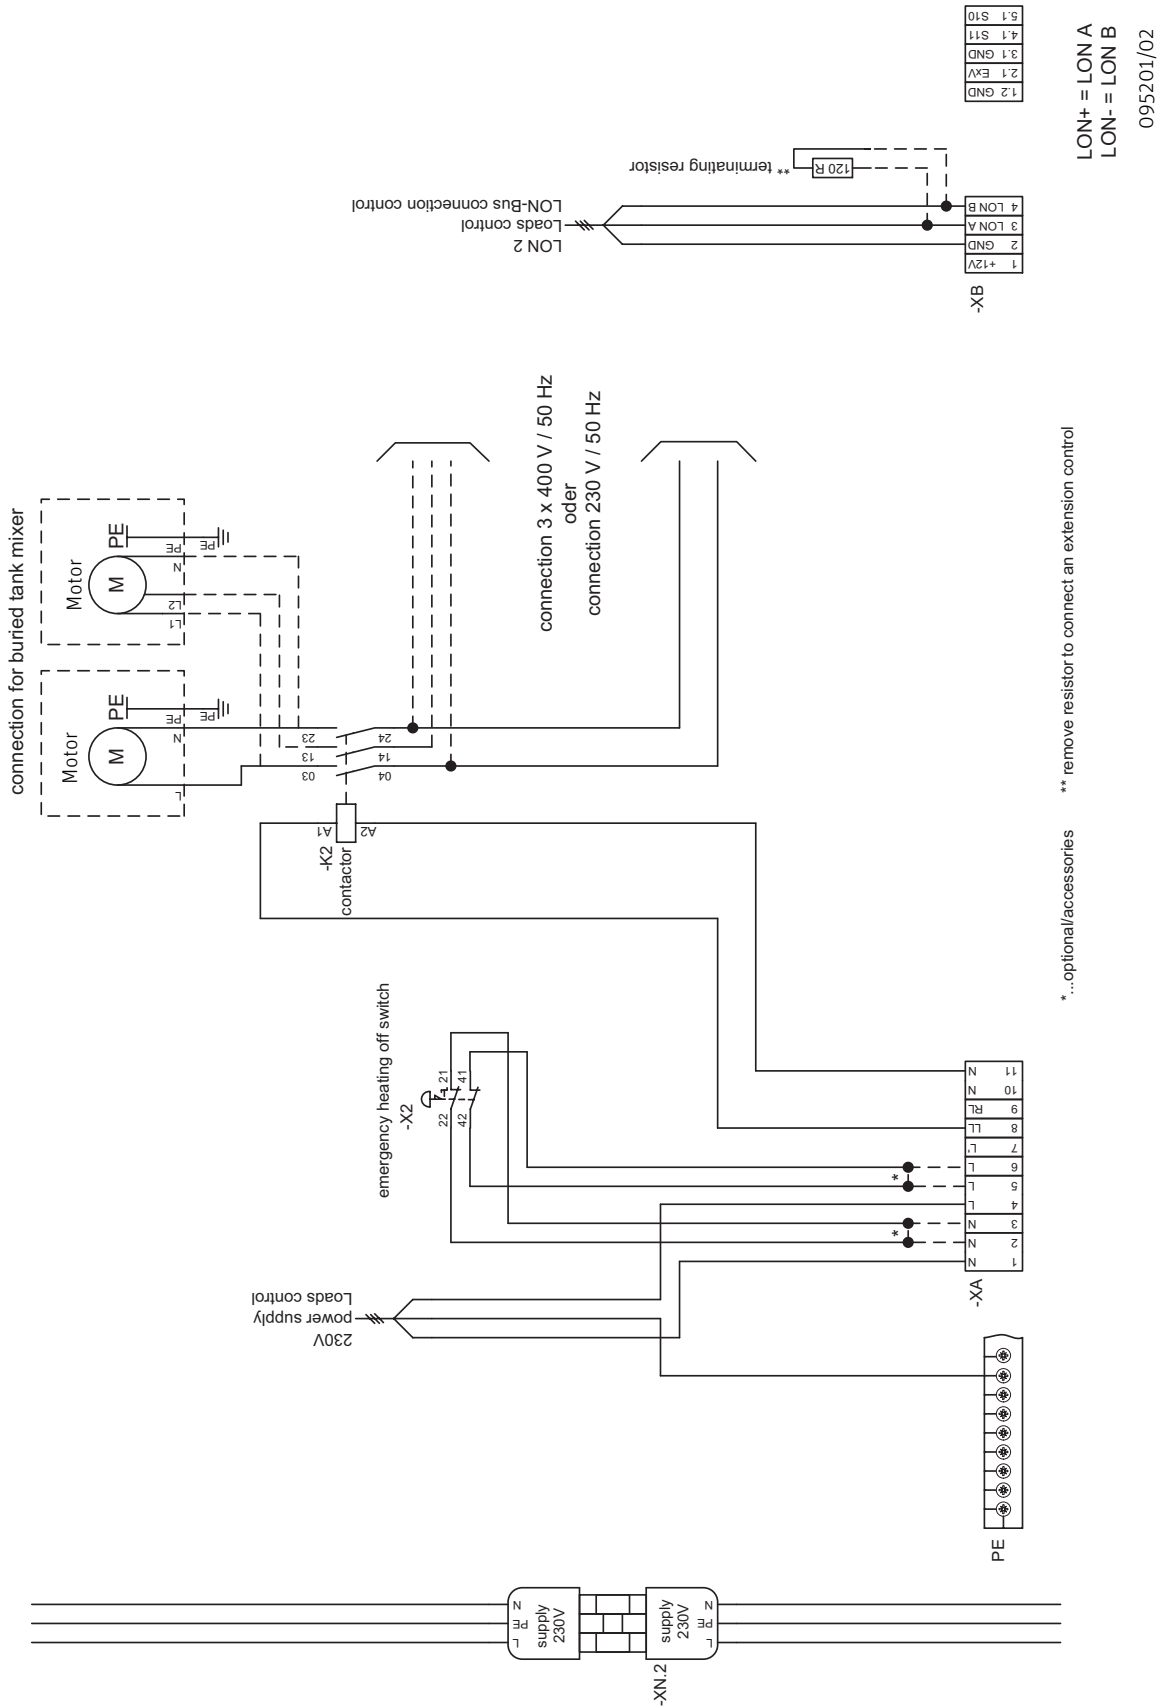 connection for buried tank mixer
Motor
M
PE
L
N
PE
PE
Motor
M
PE
L1
L2
N
PE
PE
03
13
23
04
14
24
-K2
contactor
A1
A2
connection 3 x 400 V / 50 Hz
oder
connection 230 V / 50 Hz
emergency heating off switch
-X2
22
21
42
41
230V
power supply
Loads control
*
*
-XA
1 N
2 N
3 N
4 L
5 L
6 L
7 L'
8 LL
9 RL
10 N
11 N
PE
-XN.2
supply
230V
L
PE
N
supply
230V
L
PE
N
LON 2
Loads control
LON-Bus connection control
** terminating resistor
120 R
-XB
1 +12V
2 GND
3 LON A
4 LON B
1.2 GND
2.1 ExV
3.1 GND
4.1 S11
5.1 S10
*...optional/accessories
** remove resistor to connect an extension control
LON+ = LON A
LON- = LON B
095201/02